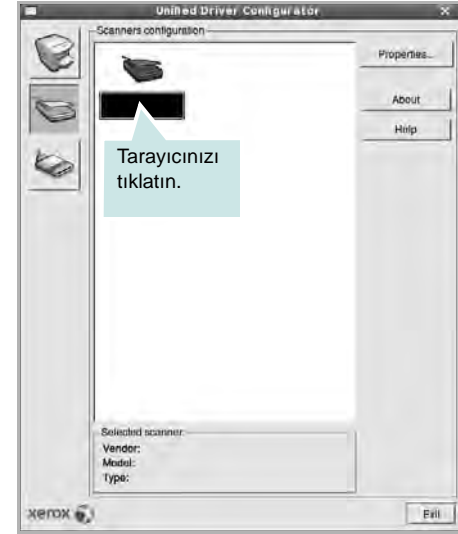 Unified Driver Configurator
Scanners configuration
Properties...
About
Help
Tarayıcınızı
tıklatın.
Selected scanner:
Vendor:
Model:
Type:
xerox
Exit